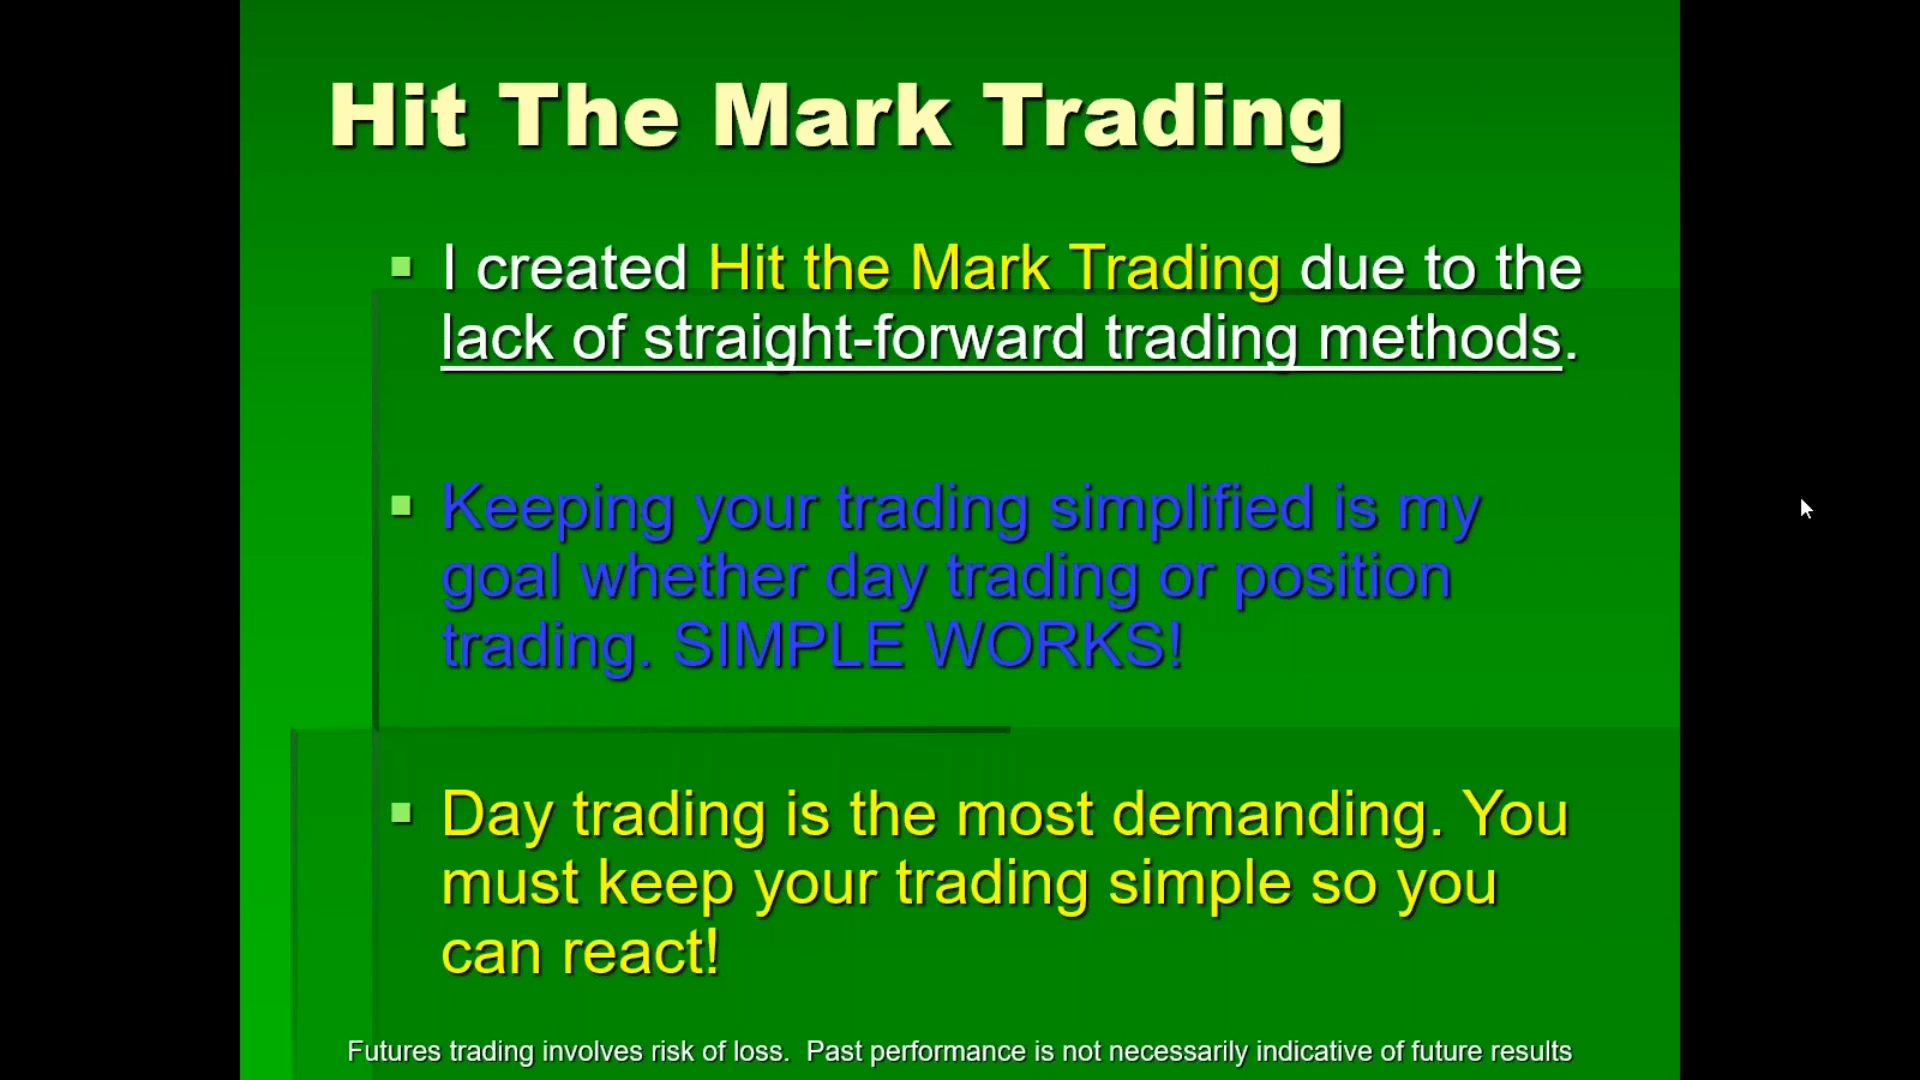 Hit The Mark Trading
I created Hit the Mark Trading due to the
lack of straight-forward trading methods.
Keeping your trading simplified is my
goal whether day trading or position
trading. SIMPLE WORKS!
Day trading is the most demanding. You
must keep your trading simple so you
can react!
Futures trading involves risk of loss.  Past performance is not necessarily indicative of future results